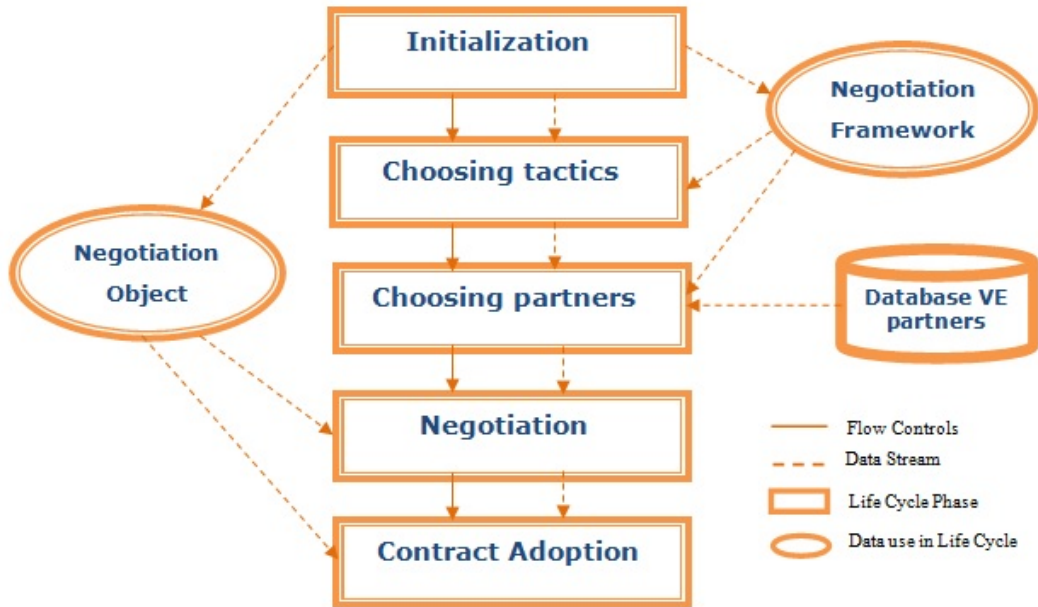 Initialization
Negotiation
Framework
Choosing tactics
Negotiation
Object
Choosing partners
Database VE
partners
Negotiation
Flow Controls
Data Stream
Life Cycle Phase
Data use in Life Cycle
Contract Adoption